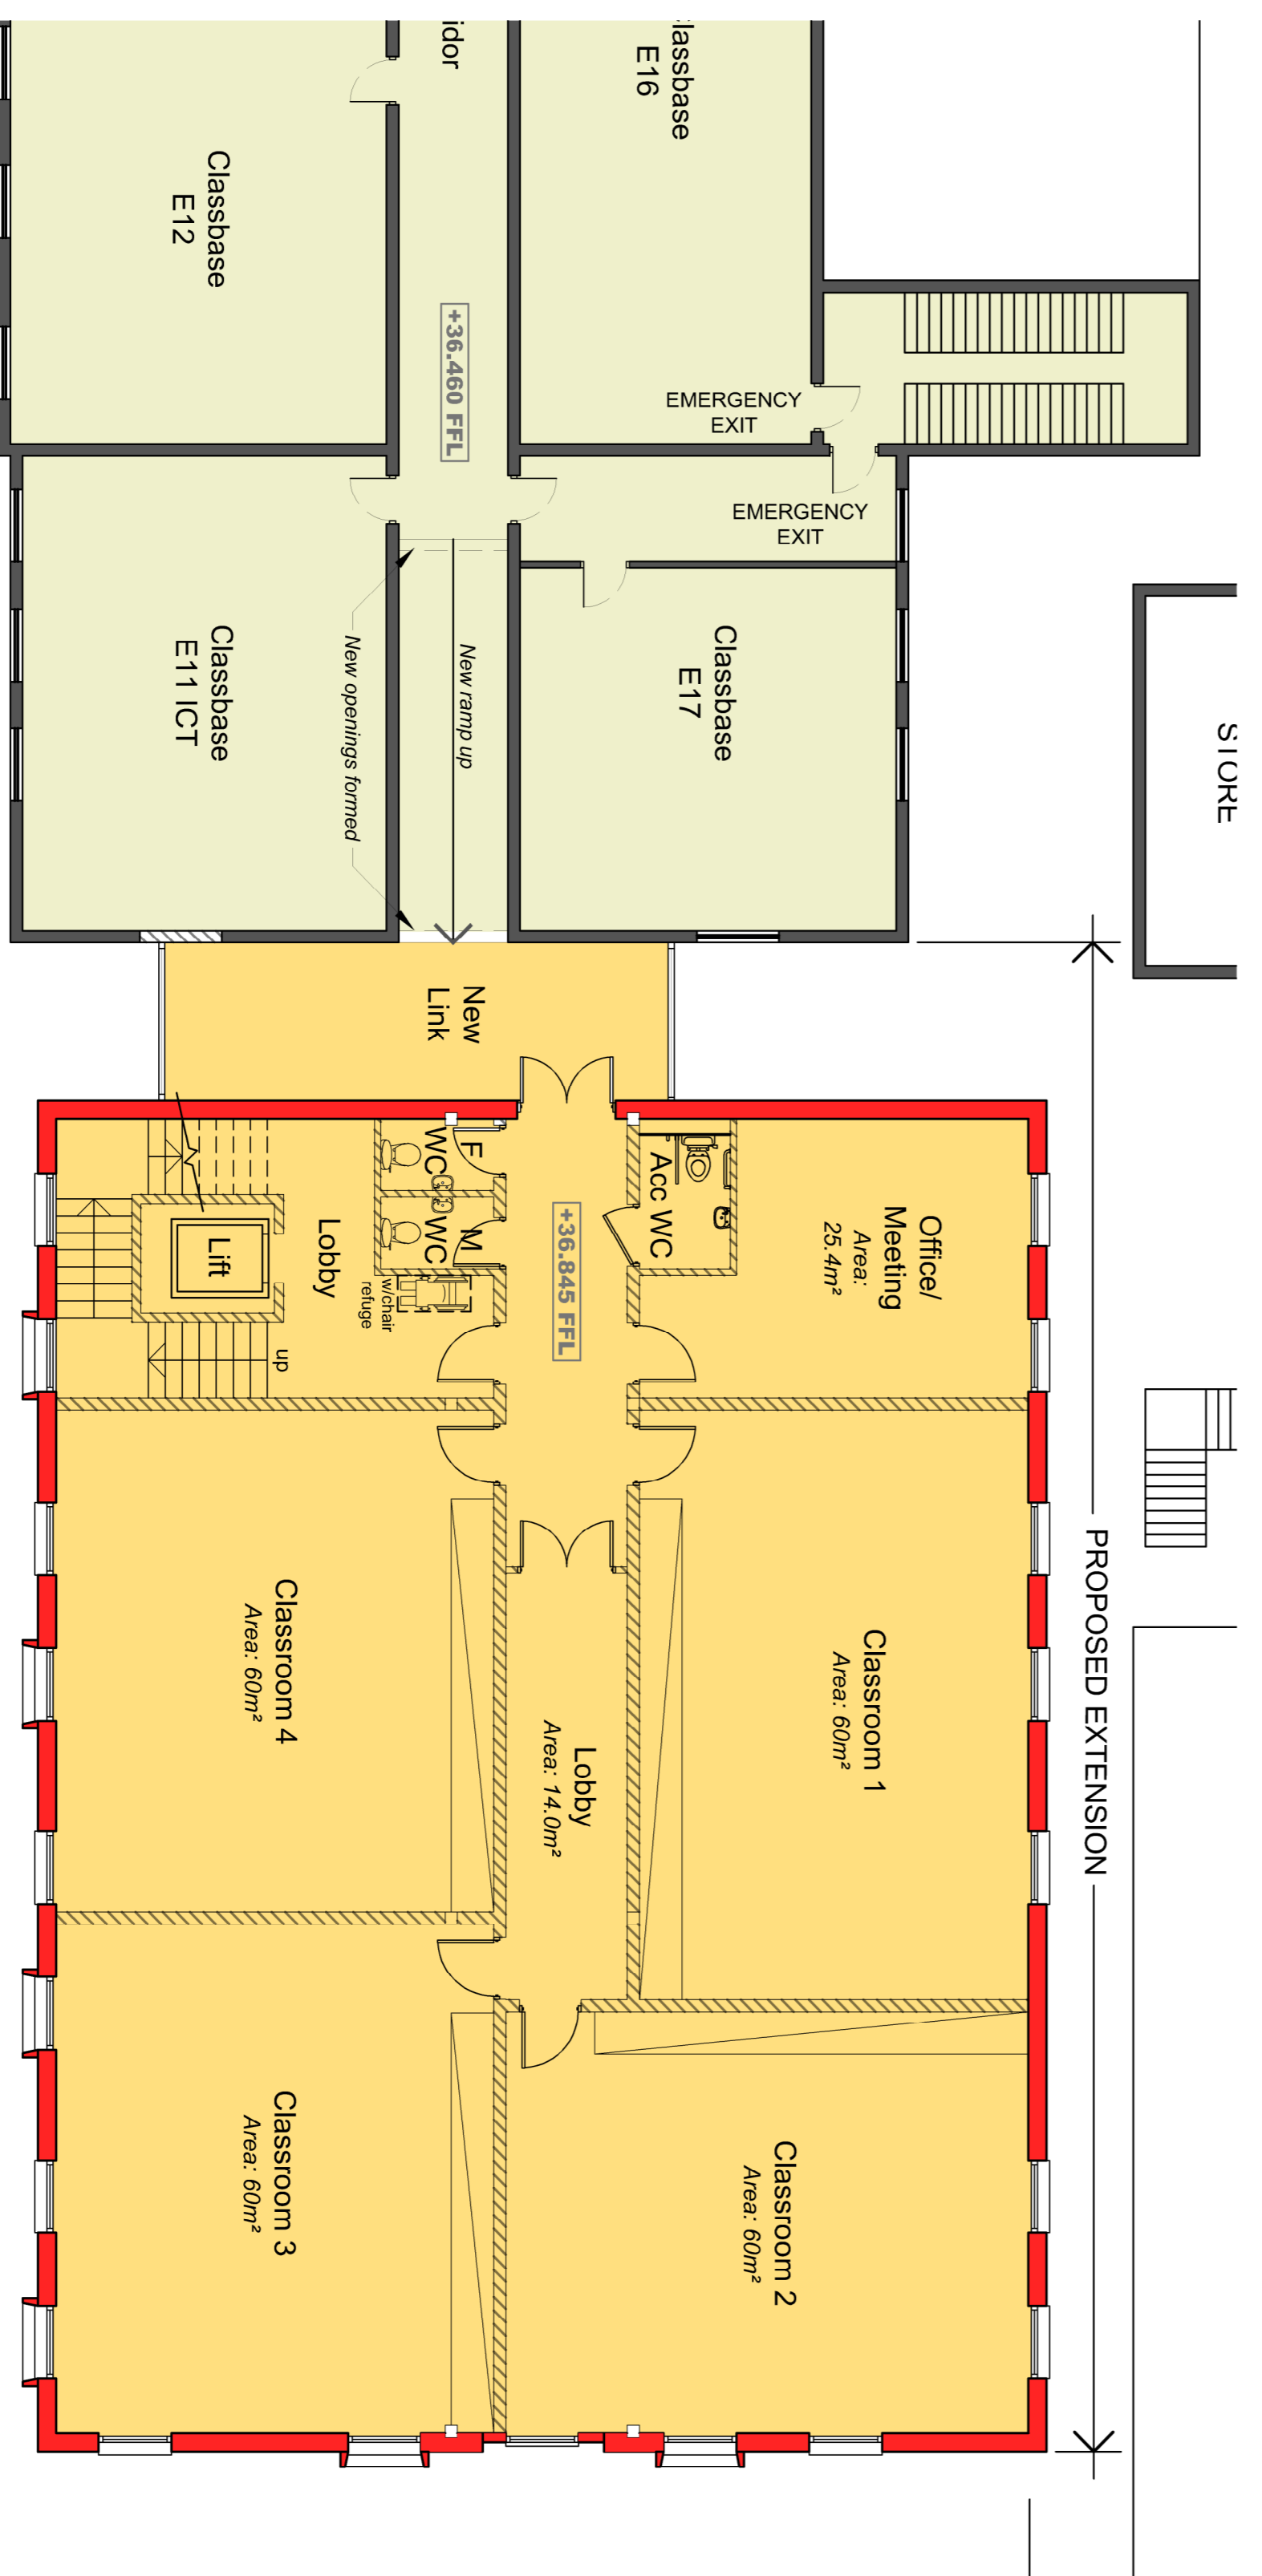 idor
Classbase
E16
Classbase
E12
+36.460 FFL
EMERGENCY
EXIT
EMERGENCY
EXIT
Classbase
E11 ICT
New openings formed
New ramp up
Classbase
E17
STORE
New
Link
F
WC
M
WC
Acc WC
Office/
Meeting
Area:
25.4m²
+36.845 FFL
Lobby
Lift
w/chair
refuge
up
Classroom 4
Area: 60m²
Lobby
Area: 14.0m²
Classroom 1
Area: 60m²
PROPOSED EXTENSION
Classroom 3
Area: 60m²
Classroom 2
Area: 60m²